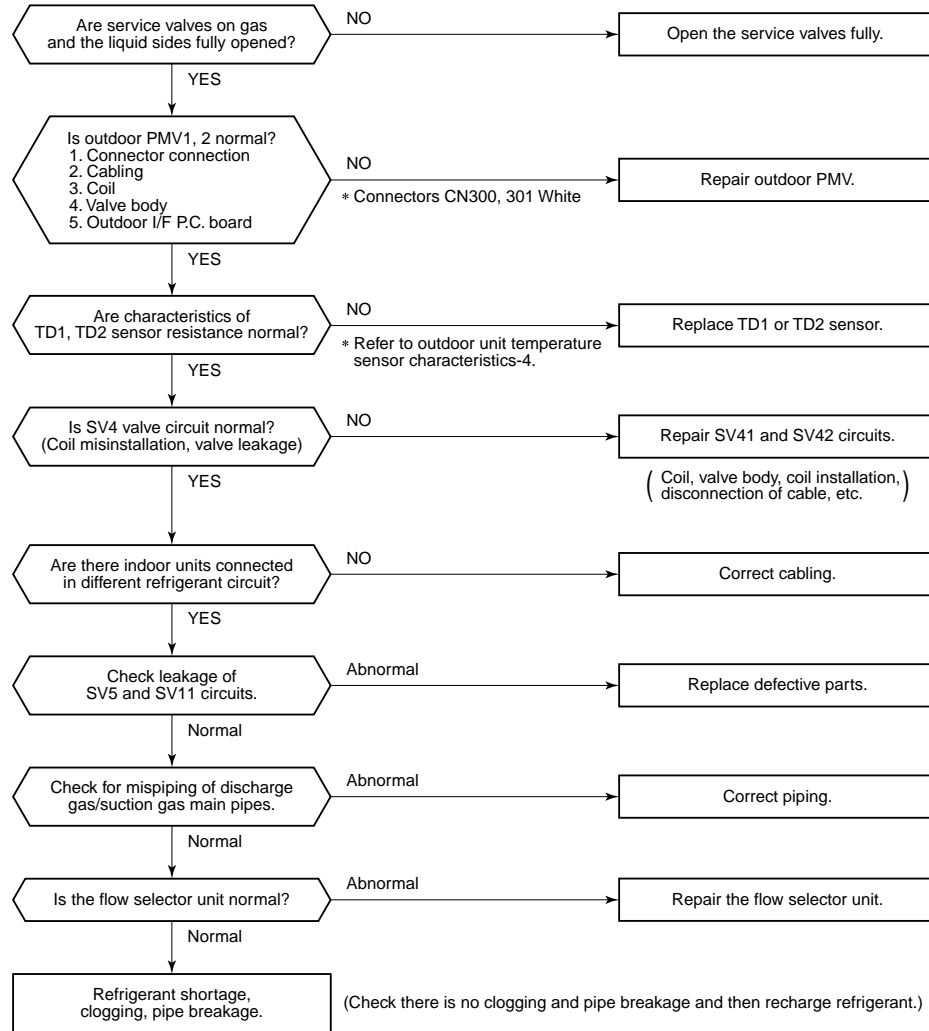 Are service valves on gas
and the liquid sides fully opened?
NO
Open the service valves fully.
YES
Is outdoor PMV1, 2 normal?
1. Connector connection
2. Cabling
3. Coil
4. Valve body
5. Outdoor I/F P.C. board
NO
* Connectors CN300, 301 White
Repair outdoor PMV.
YES
Are characteristics of
TD1, TD2 sensor resistance normal?
NO
* Refer to outdoor unit temperature
sensor characteristics-4.
Replace TD1 or TD2 sensor.
YES
Is SV4 valve circuit normal?
(Coil misinstallation, valve leakage)
NO
Repair SV41 and SV42 circuits.
(Coil, valve body, coil installation,
disconnection of cable, etc.)
YES
Are there indoor units connected
in different refrigerant circuit?
NO
Correct cabling.
YES
Check leakage of
SV5 and SV11 circuits.
Abnormal
Replace defective parts.
Normal
Check for mispiping of discharge
gas/suction gas main pipes.
Abnormal
Correct piping.
Normal
Is the flow selector unit normal?
Abnormal
Repair the flow selector unit.
Normal
Refrigerant shortage,
clogging, pipe breakage.
(Check there is no clogging and pipe breakage and then recharge refrigerant.)